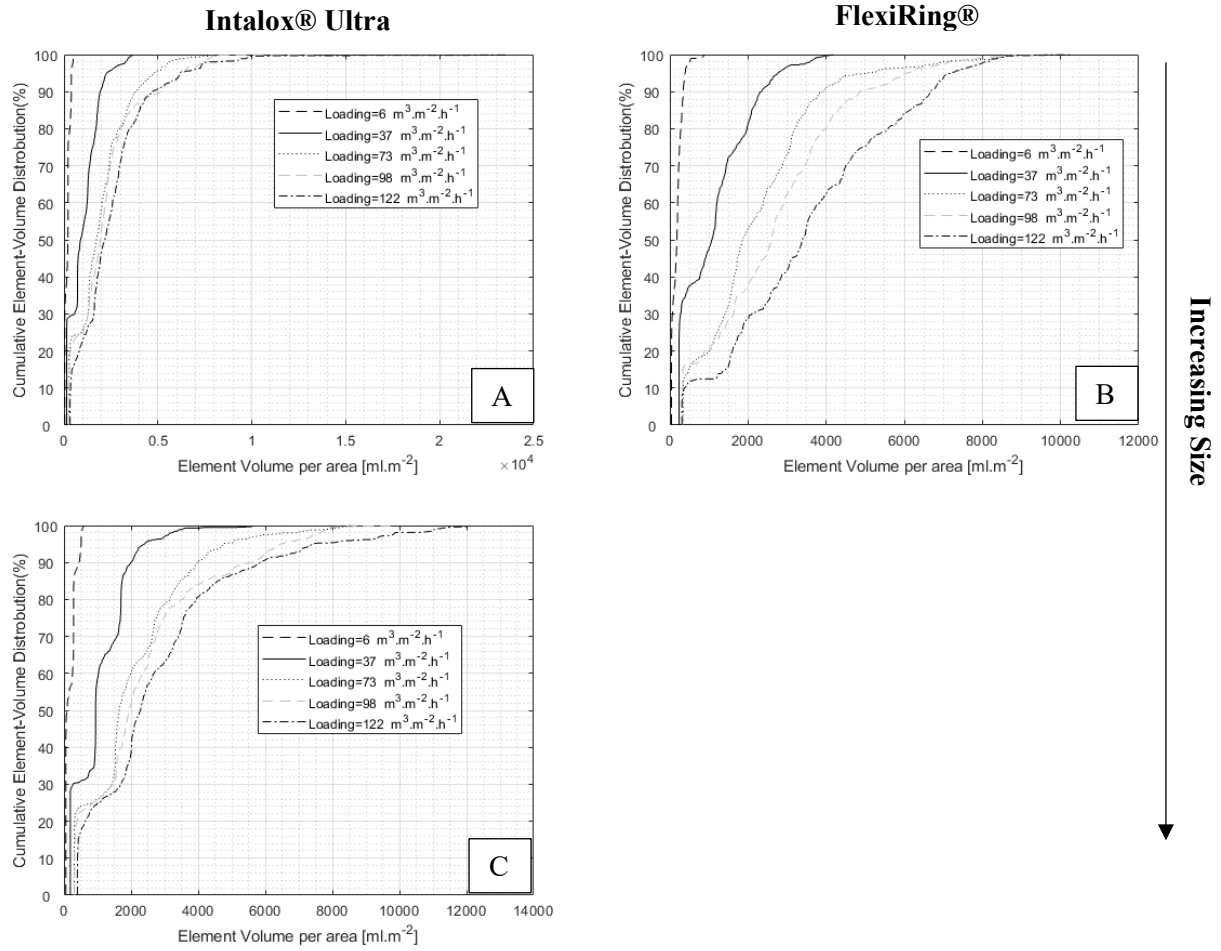 Intalox® Ultra
FlexiRing®
Cumulative Element-Volume Distrobution(%)
100
90
80
70
60
50
40
30
20
10
0
Loading=6 m³.m⁻².h⁻¹
Loading=37 m³.m⁻².h⁻¹
Loading=73 m³.m⁻².h⁻¹
Loading=98 m³.m⁻².h⁻¹
Loading=122 m³.m⁻².h⁻¹
A
0 0.5 1 1.5 2 2.5
× 10⁴
Element Volume per area [ml.m⁻²]
Cumulative Element-Volume Distrobution(%)
100
90
80
70
60
50
40
30
20
10
0
Loading=6 m³.m⁻².h⁻¹
Loading=37 m³.m⁻².h⁻¹
Loading=73 m³.m⁻².h⁻¹
Loading=98 m³.m⁻².h⁻¹
Loading=122 m³.m⁻².h⁻¹
B
0 2000 4000 6000 8000 10000 12000
Element Volume per area [ml.m⁻²]
Increasing Size
Cumulative Element-Volume Distrobution(%)
100
90
80
70
60
50
40
30
20
10
0
Loading=6 m³.m⁻².h⁻¹
Loading=37 m³.m⁻².h⁻¹
Loading=73 m³.m⁻².h⁻¹
Loading=98 m³.m⁻².h⁻¹
Loading=122 m³.m⁻².h⁻¹
C
0 2000 4000 6000 8000 10000 12000 14000
Element Volume per area [ml.m⁻²]